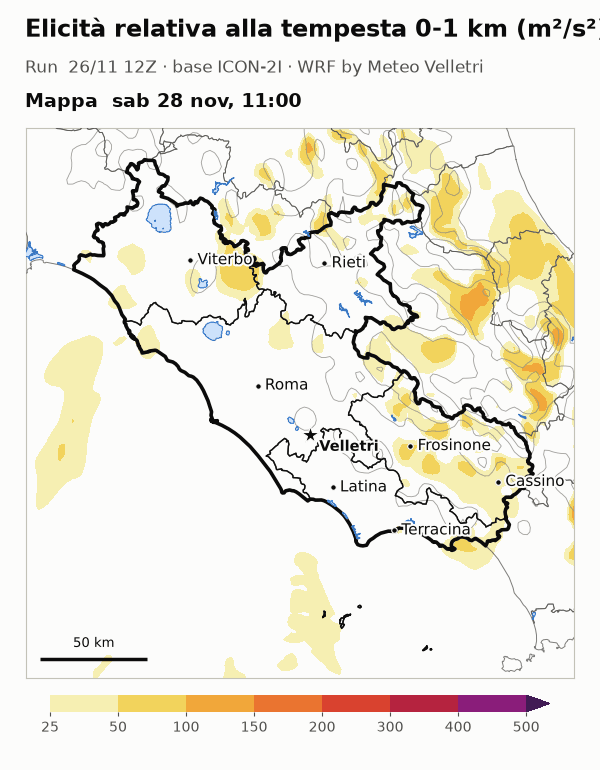 Elicità relativa alla tempesta 0-1 km (m²/s²)
Run 26/11 12Z · base ICON-2I · WRF by Meteo Velletri
Mappa sab 28 nov, 11:00
Viterbo
Rieti
Roma
Velletri
Frosinone
Cassino
Latina
Terracina
50 km
25 50 100 150 200 300 400 500